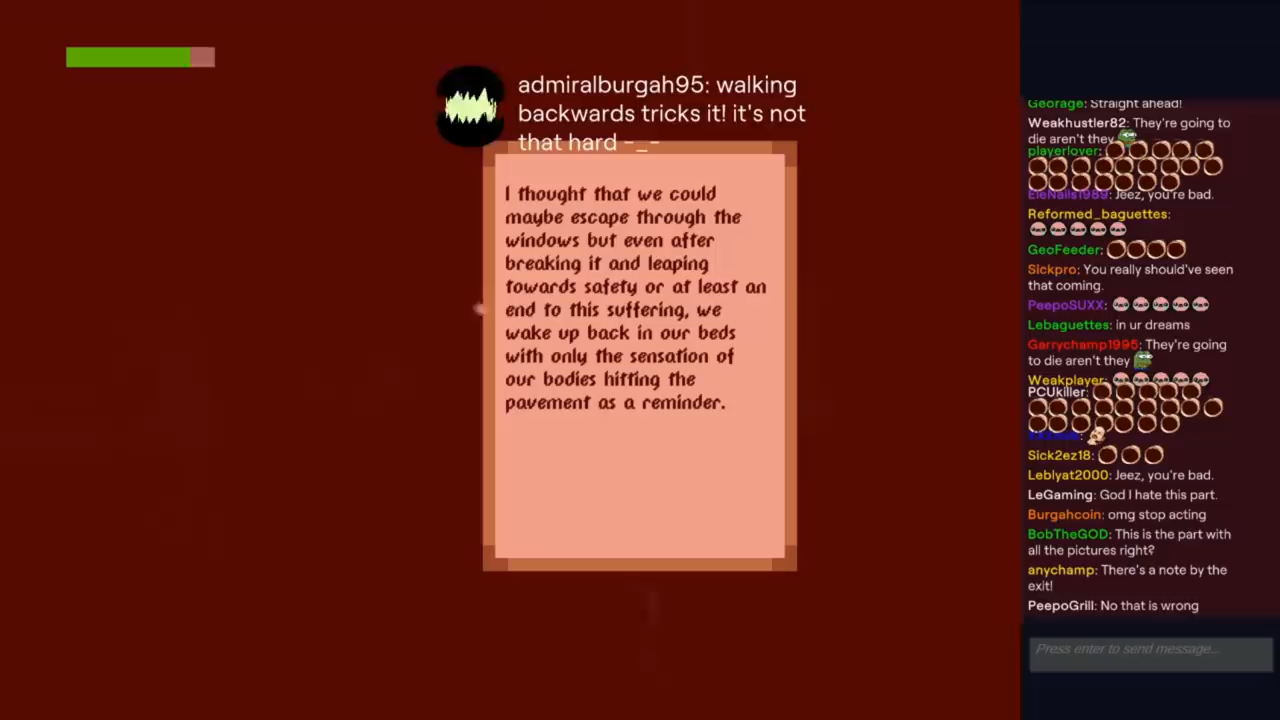 admiralburgah95: walking
backwards tricks it! it's not
that hard -_-
I thought that we could
maybe escape through the
windows but even after
breaking it and leaping
towards safety or at least an
end to this suffering, we
wake up back in our beds
with only the sensation of
our bodies hitting the
pavement as a reminder.
Georage: Straight ahead!
Weakhustler82: They're going to
die aren't they
playerlover:
EleNails1989: Jeez, you're bad.
Reformed_baguettes:
GeoFeeder:
Sickpro: You really should've seen
that coming.
PeepoSUXX:
Lebaguettes: in ur dreams
Garrychamp1995: They're going
to die aren't they
Weakplayer:
PCUkiller:
Sick2ez18:
Leblyat2000: Jeez, you're bad.
LeGaming: God I hate this part.
Burgahcoin: omg stop acting
BobTheGOD: This is the part with
all the pictures right?
anychamp: There's a note by the
exit!
PeepoGrill: No that is wrong
Press enter to send message...